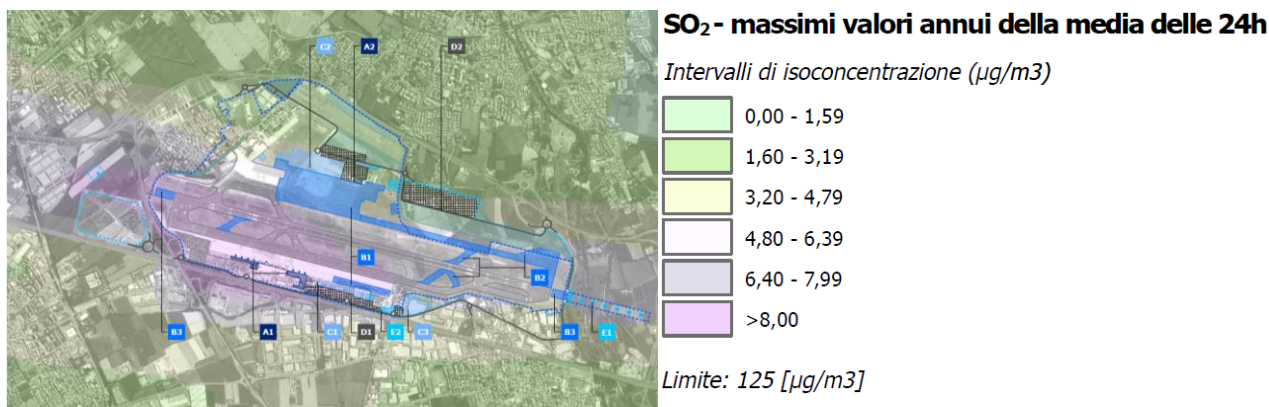 SO₂ - massimi valori annui della media delle 24h
Intervalli di isoconcentrazione (µg/m3)
0,00 - 1,59
1,60 - 3,19
3,20 - 4,79
4,80 - 6,39
6,40 - 7,99
>8,00
Limite: 125 [µg/m3]
C2 A2 D2
B1
B2
B3 A1 C1 D1 E2 C3 B3 E1